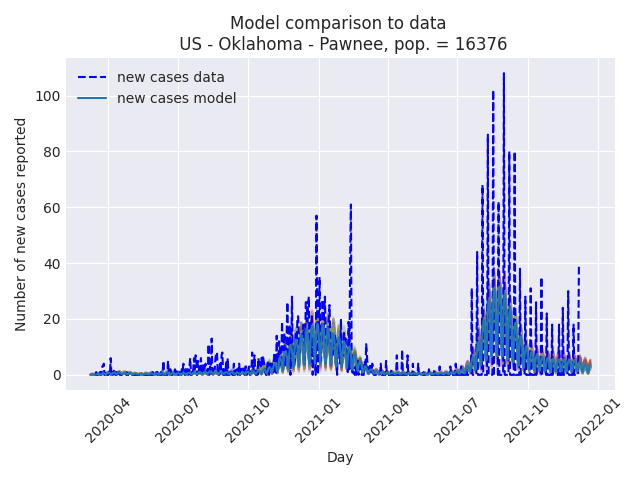 Model comparison to data
US - Oklahoma - Pawnee, pop. = 16376
new cases data
new cases model
Number of new cases reported
100
80
60
40
20
0
2020-04
2020-07
2020-10
2021-01
2021-04
2021-07
2021-10
2022-01
Day